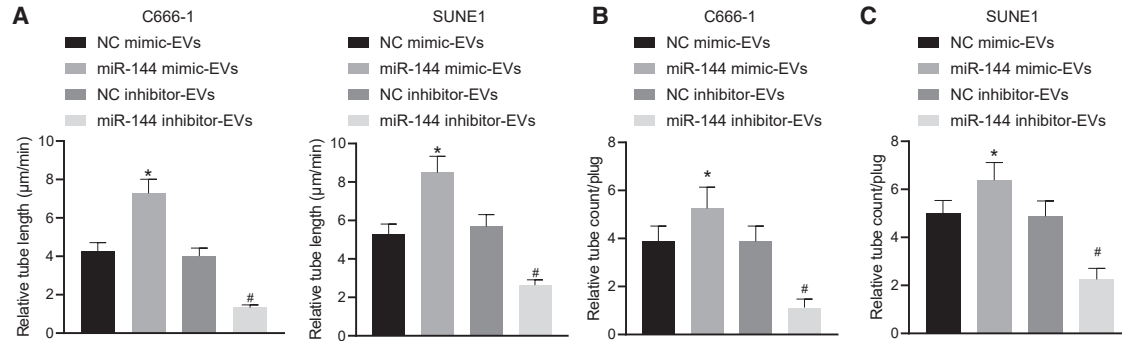 A
C666-1
NC mimic-EVs
miR-144 mimic-EVs
NC inhibitor-EVs
miR-144 inhibitor-EVs
Relative tube length (μm/min)
10
8
6
4
2
0
*
#
SUNE1
NC mimic-EVs
miR-144 mimic-EVs
NC inhibitor-EVs
miR-144 inhibitor-EVs
Relative tube length (μm/min)
10
8
6
4
2
0
*
#
B
C666-1
NC mimic-EVs
miR-144 mimic-EVs
NC inhibitor-EVs
miR-144 inhibitor-EVs
Relative tube count/plug
8
6
4
2
0
*
#
C
SUNE1
NC mimic-EVs
miR-144 mimic-EVs
NC inhibitor-EVs
miR-144 inhibitor-EVs
Relative tube count/plug
8
6
4
2
0
*
#